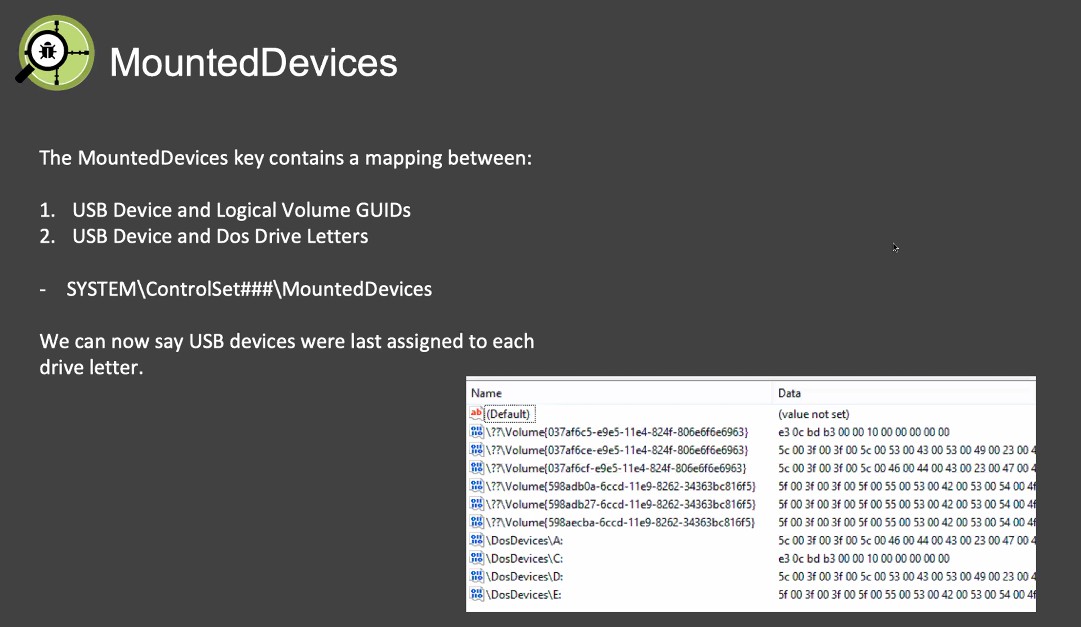 MountedDevices
The MountedDevices key contains a mapping between:
1. USB Device and Logical Volume GUIDs
2. USB Device and Dos Drive Letters
- SYSTEM\ControlSet###\MountedDevices
We can now say USB devices were last assigned to each
drive letter.
Name Data
(Default) (value not set)
\??\Volume{037af6c5-e9e5-11e4-824f-806e6f6e6963} e3 0c bd b3 00 00 10 00 00 00 00 00
\??\Volume{037af6ce-e9e5-11e4-824f-806e6f6e6963} 5c 00 3f 00 3f 00 5c 00 53 00 43 00 53 00 49 00 23 00 4
\??\Volume{037af6cf-e9e5-11e4-824f-806e6f6e6963} 5c 00 3f 00 3f 00 5c 00 46 00 44 00 43 00 23 00 47 00 4
\??\Volume{598adb0a-6ccd-11e9-8262-34363bc816f5} 5f 00 3f 00 3f 00 5f 00 55 00 53 00 42 00 53 00 54 00 4f
\??\Volume{598adb27-6ccd-11e9-8262-34363bc816f5} 5f 00 3f 00 3f 00 5f 00 55 00 53 00 42 00 53 00 54 00 4f
\??\Volume{598aecba-6ccd-11e9-8262-34363bc816f5} 5f 00 3f 00 3f 00 5f 00 55 00 53 00 42 00 53 00 54 00 4f
\DosDevices\A: 5c 00 3f 00 3f 00 5c 00 46 00 44 00 43 00 23 00 47 00 4
\DosDevices\C: e3 0c bd b3 00 00 10 00 00 00 00 00
\DosDevices\D: 5c 00 3f 00 3f 00 5c 00 53 00 43 00 53 00 49 00 23 00 4
\DosDevices\E: 5f 00 3f 00 3f 00 5f 00 55 00 53 00 42 00 53 00 54 00 4f